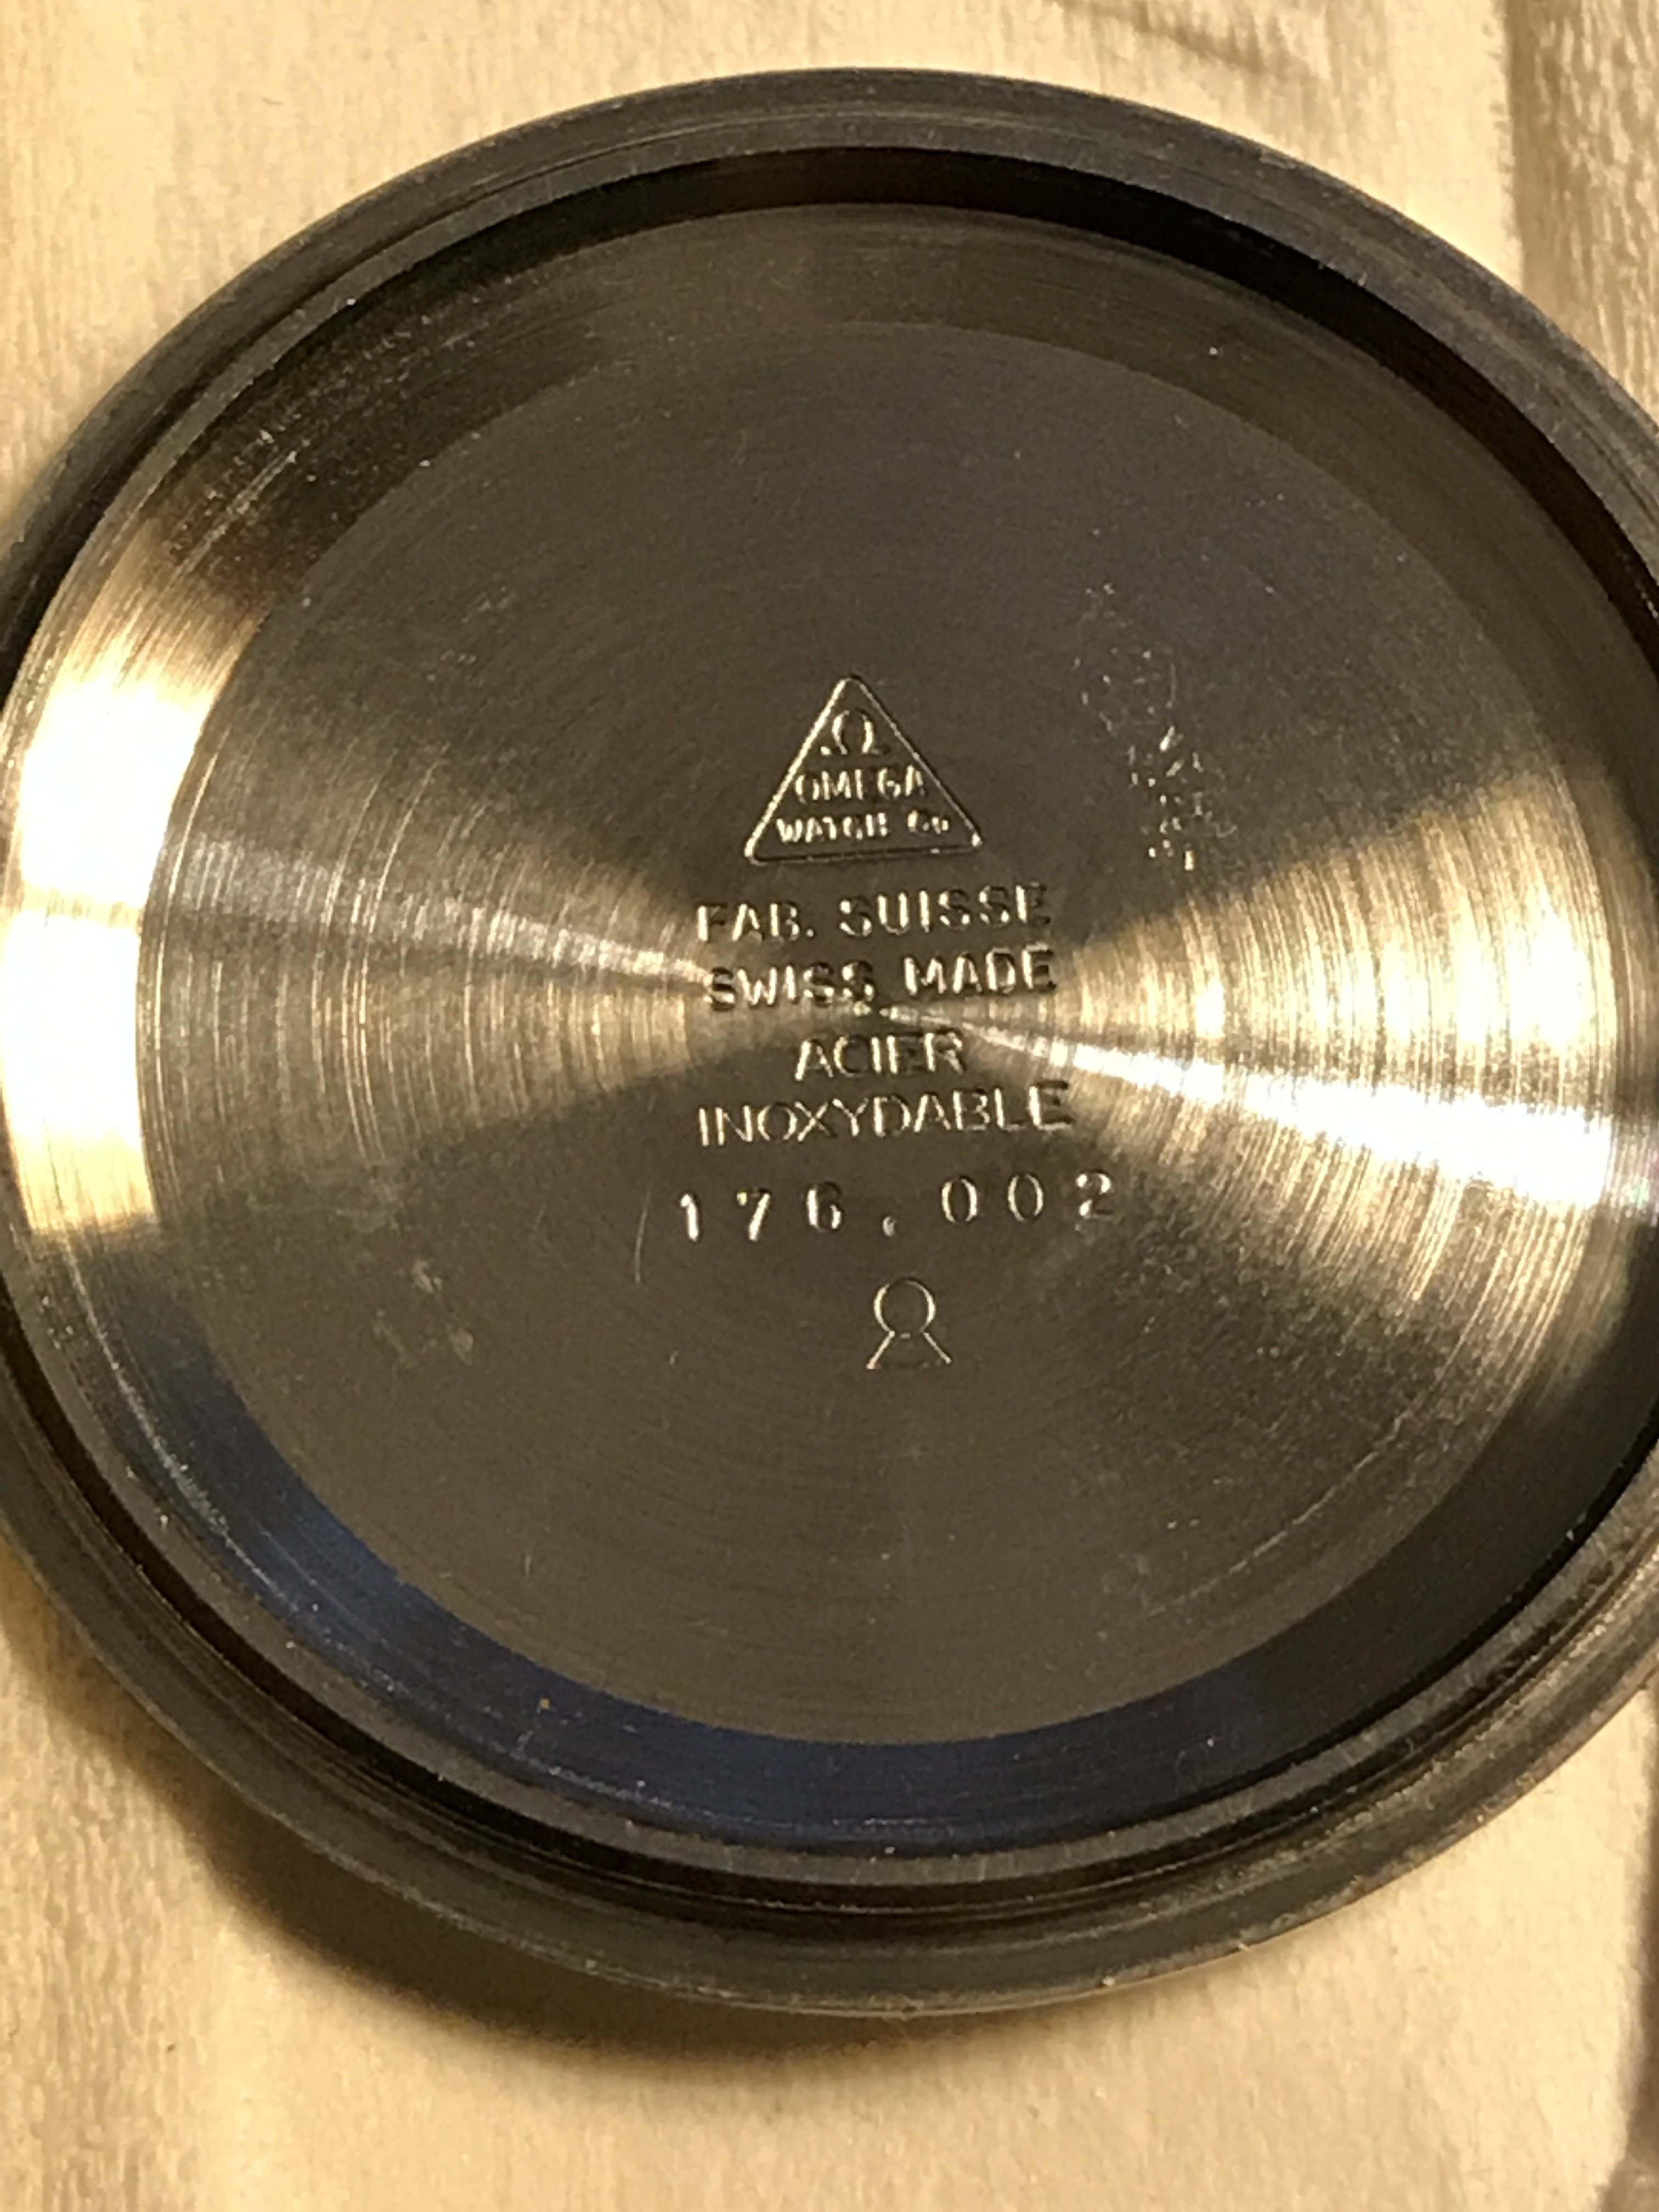 Ω
OMEGA
WATCH Co
FAB. SUISSE
SWISS MADE
ACIER
INOXYDABLE
176.002